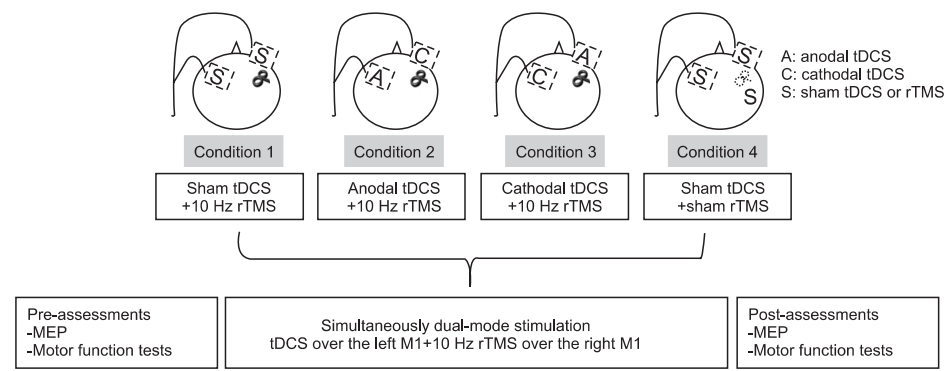 S
S
C
A
A
C
S
S
S
A: anodal tDCS
C: cathodal tDCS
S: sham tDCS or rTMS
Condition 1
Condition 2
Condition 3
Condition 4
Sham tDCS
+10 Hz rTMS
Anodal tDCS
+10 Hz rTMS
Cathodal tDCS
+10 Hz rTMS
Sham tDCS
+sham rTMS
Pre-assessments
-MEP
-Motor function tests
Simultaneously dual-mode stimulation
tDCS over the left M1+10 Hz rTMS over the right M1
Post-assessments
-MEP
-Motor function tests